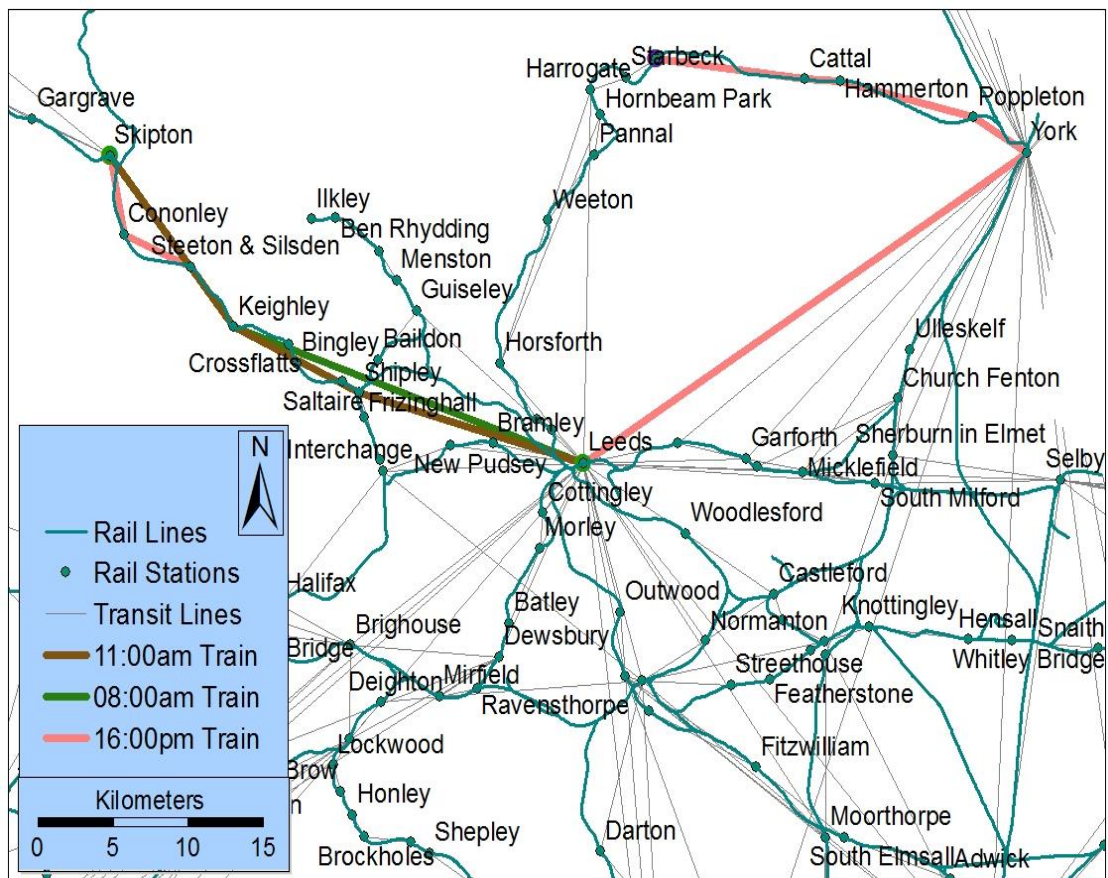 Starbeck
Cattal
Harrogate
Hammerton
Poppleton
Gargrave
Hornbeam Park
Skipton
Pannal
York
Ilkley
Weeton
Cononley
Ben Rhydding
Steeton & Silsden
Menston
Guiseley
Keighley
Bingley
Baildon
Horsforth
Ulleskelf
Crossflatts
Shipley
Church Fenton
Saltaire
Frizinghall
Bramley
Leeds
Garforth
Sherburn in Elmet
Interchange
New Pudsey
Micklefield
Selby
Cottingley
South Milford
Morley
Woodlesford
Halifax
Castleford
Outwood
Batley
Normanton
Knottingley
Hensall
Brighouse
Dewsbury
Snaith
Bridge
Streethouse
Whitley Bridge
Deighton
Mirfield
Ravensthorpe
Featherstone
Lockwood
Fitzwilliam
Brow
n
Honley
Moorthorpe
Shepley
Darton
Brockholes
South Elmsall
Adwick
N
Rail Lines
Rail Stations
Transit Lines
11:00am Train
08:00am Train
16:00pm Train
Kilometers
0 5 10 15